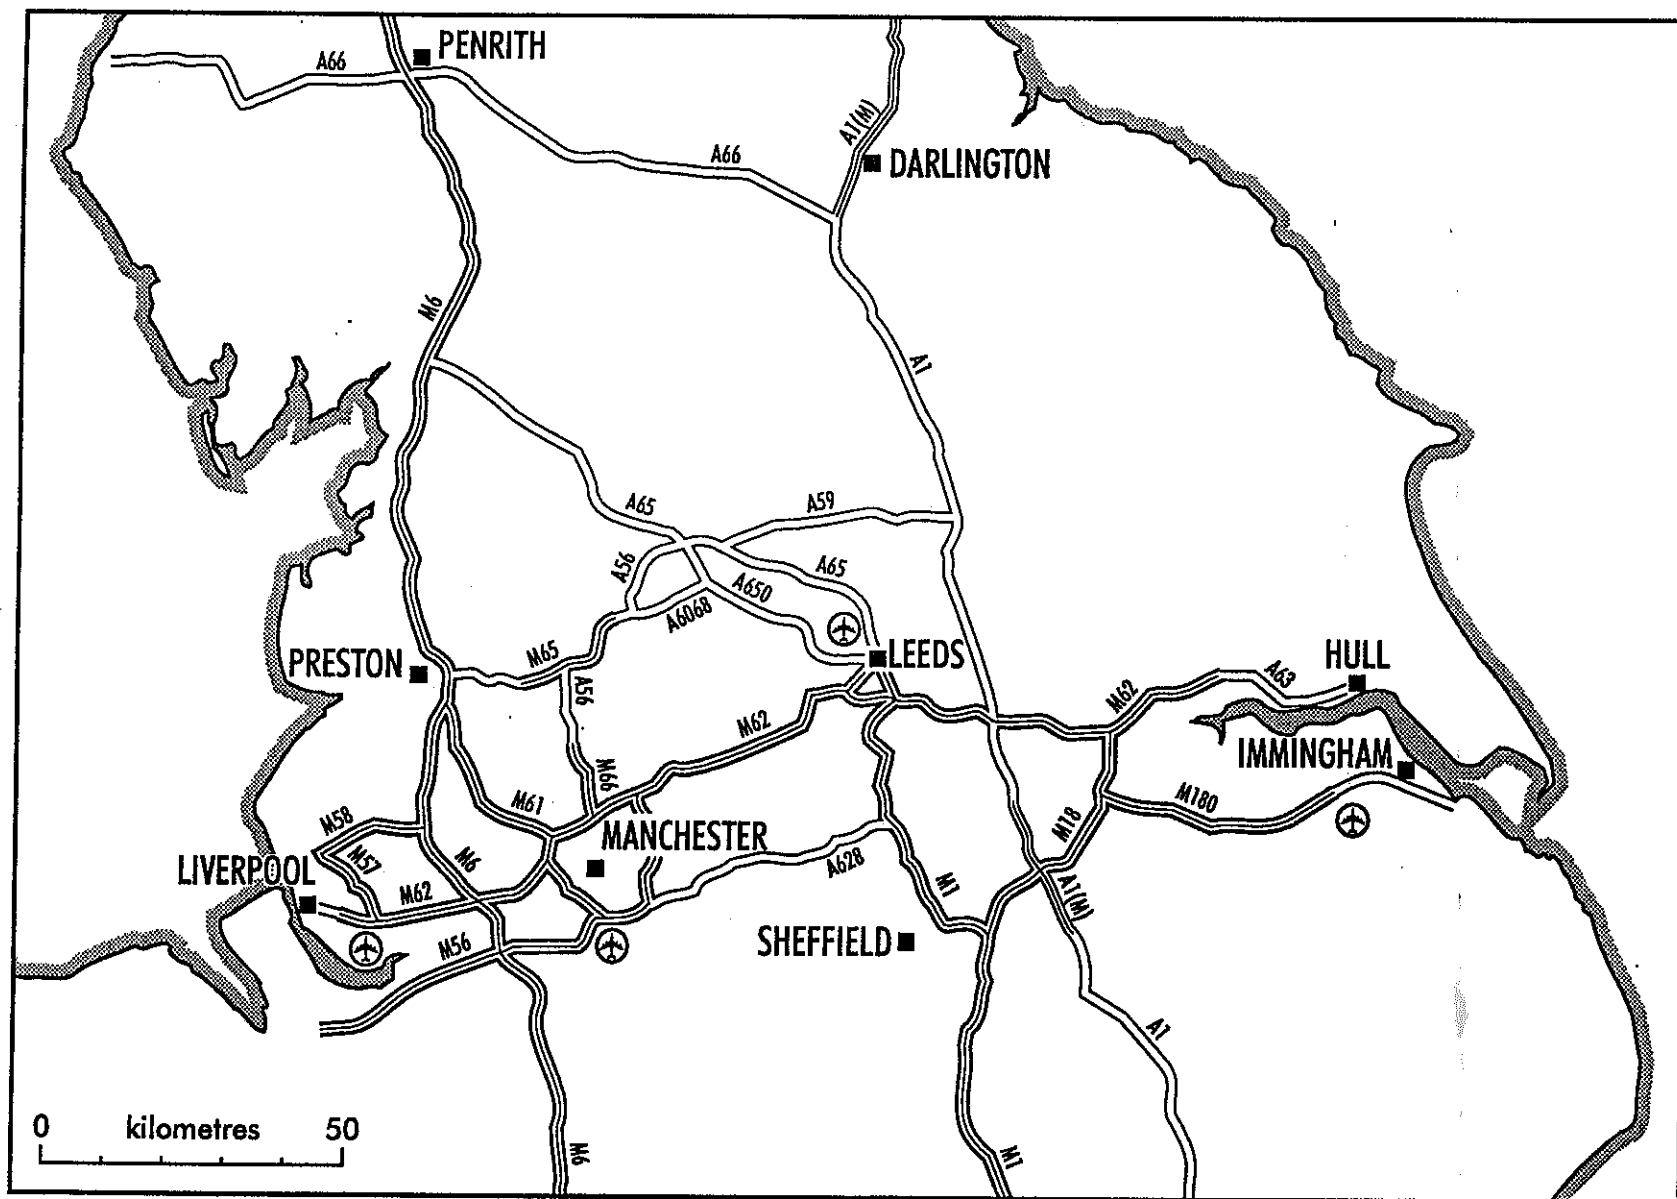 PENRITH
A66
A1(M)
A66
DARLINGTON
M6
A1
A65
A59
A56
A65
A650
A6068
LEEDS
HULL
PRESTON
M65
A63
A56
M62
M62
IMMINGHAM
M66
M180
M61
M58
M18
MANCHESTER
M57
M6
LIVERPOOL
A628
M62
M1
A1(M)
M56
SHEFFIELD
A1
0 kilometres 50
M6
M1